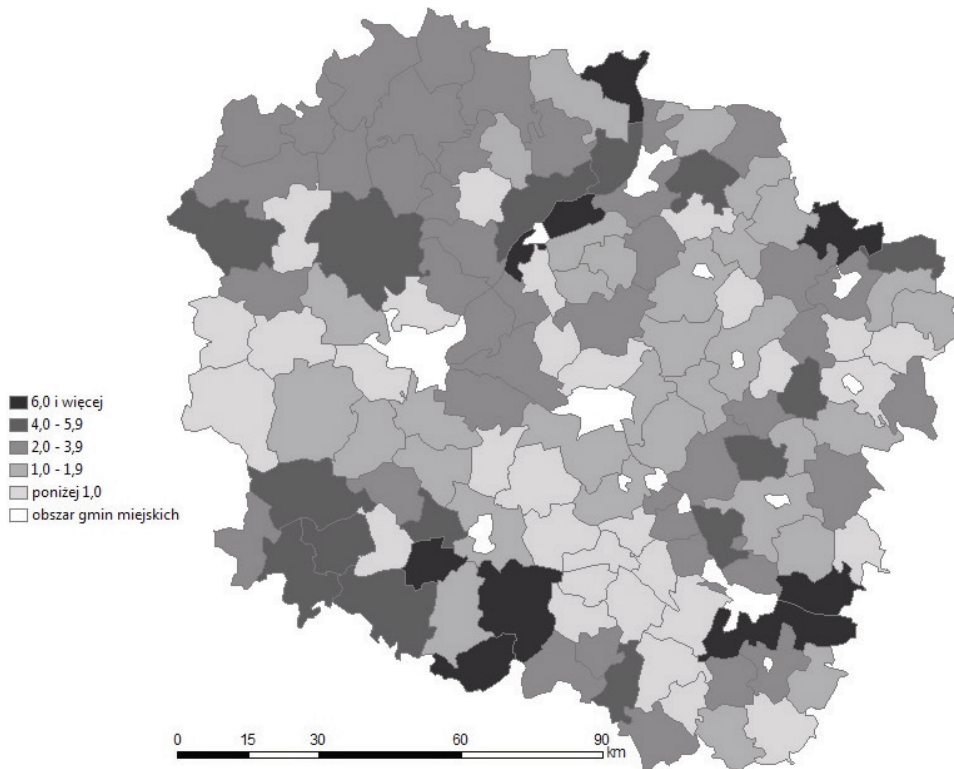 6,0 i więcej
4,0 - 5,9
2,0 - 3,9
1,0 - 1,9
poniżej 1,0
obszar gmin miejskich
0 15 30 60 90
km